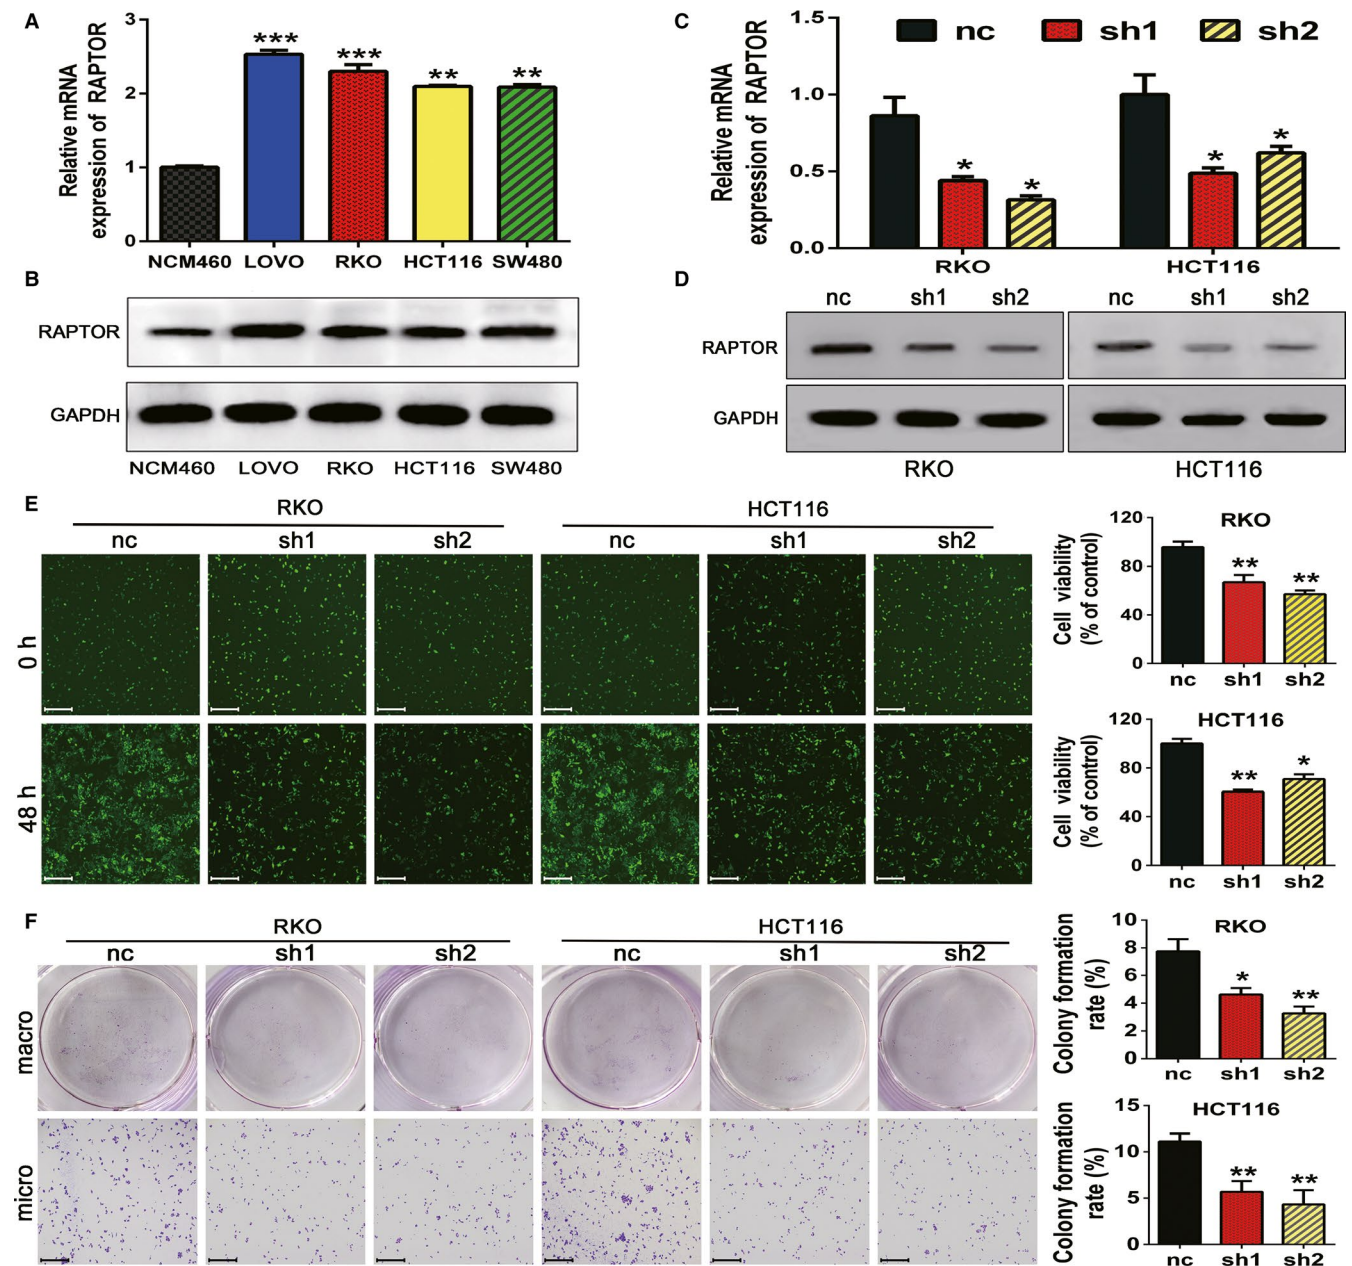 A
Relative mRNA
expression of RAPTOR
3
2
1
0
***
***
**
**
NCM460 LOVO RKO HCT116 SW480
B
RAPTOR
GAPDH
NCM460 LOVO RKO HCT116 SW480
C
Relative mRNA
expression of RAPTOR
1.5
1.0
0.5
0.0
nc sh1 sh2
*
*
*
*
RKO HCT116
D
nc sh1 sh2 nc sh1 sh2
RAPTOR
GAPDH
RKO HCT116
E
RKO HCT116
nc sh1 sh2 nc sh1 sh2
0 h
48 h
Cell viability
(% of control)
120
80
40
0
RKO
**
**
nc sh1 sh2
Cell viability
(% of control)
120
80
40
0
HCT116
**
*
nc sh1 sh2
F
RKO HCT116
nc sh1 sh2 nc sh1 sh2
macro
micro
Colony formation
rate (%)
10
8
6
4
2
0
RKO
*
**
nc sh1 sh2
Colony formation
rate (%)
15
10
5
0
HCT116
**
**
nc sh1 sh2